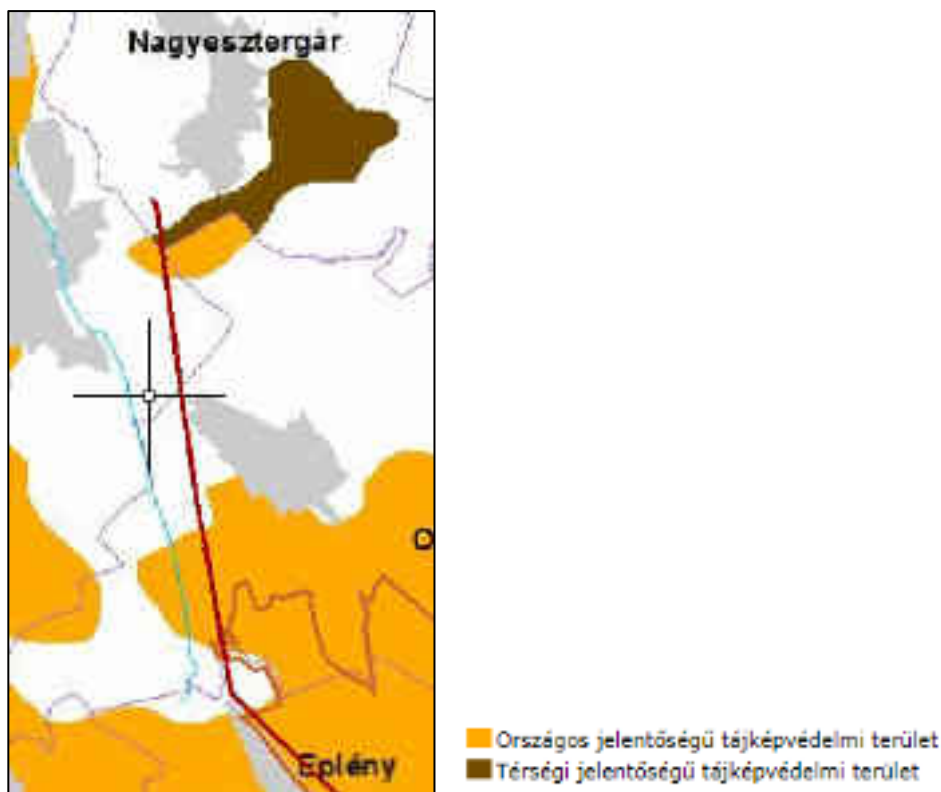 Nagyesztergár
O
Eplény
Országos jelentőségű tájképvédelmi terület
Térségi jelentőségű tájképvédelmi terület